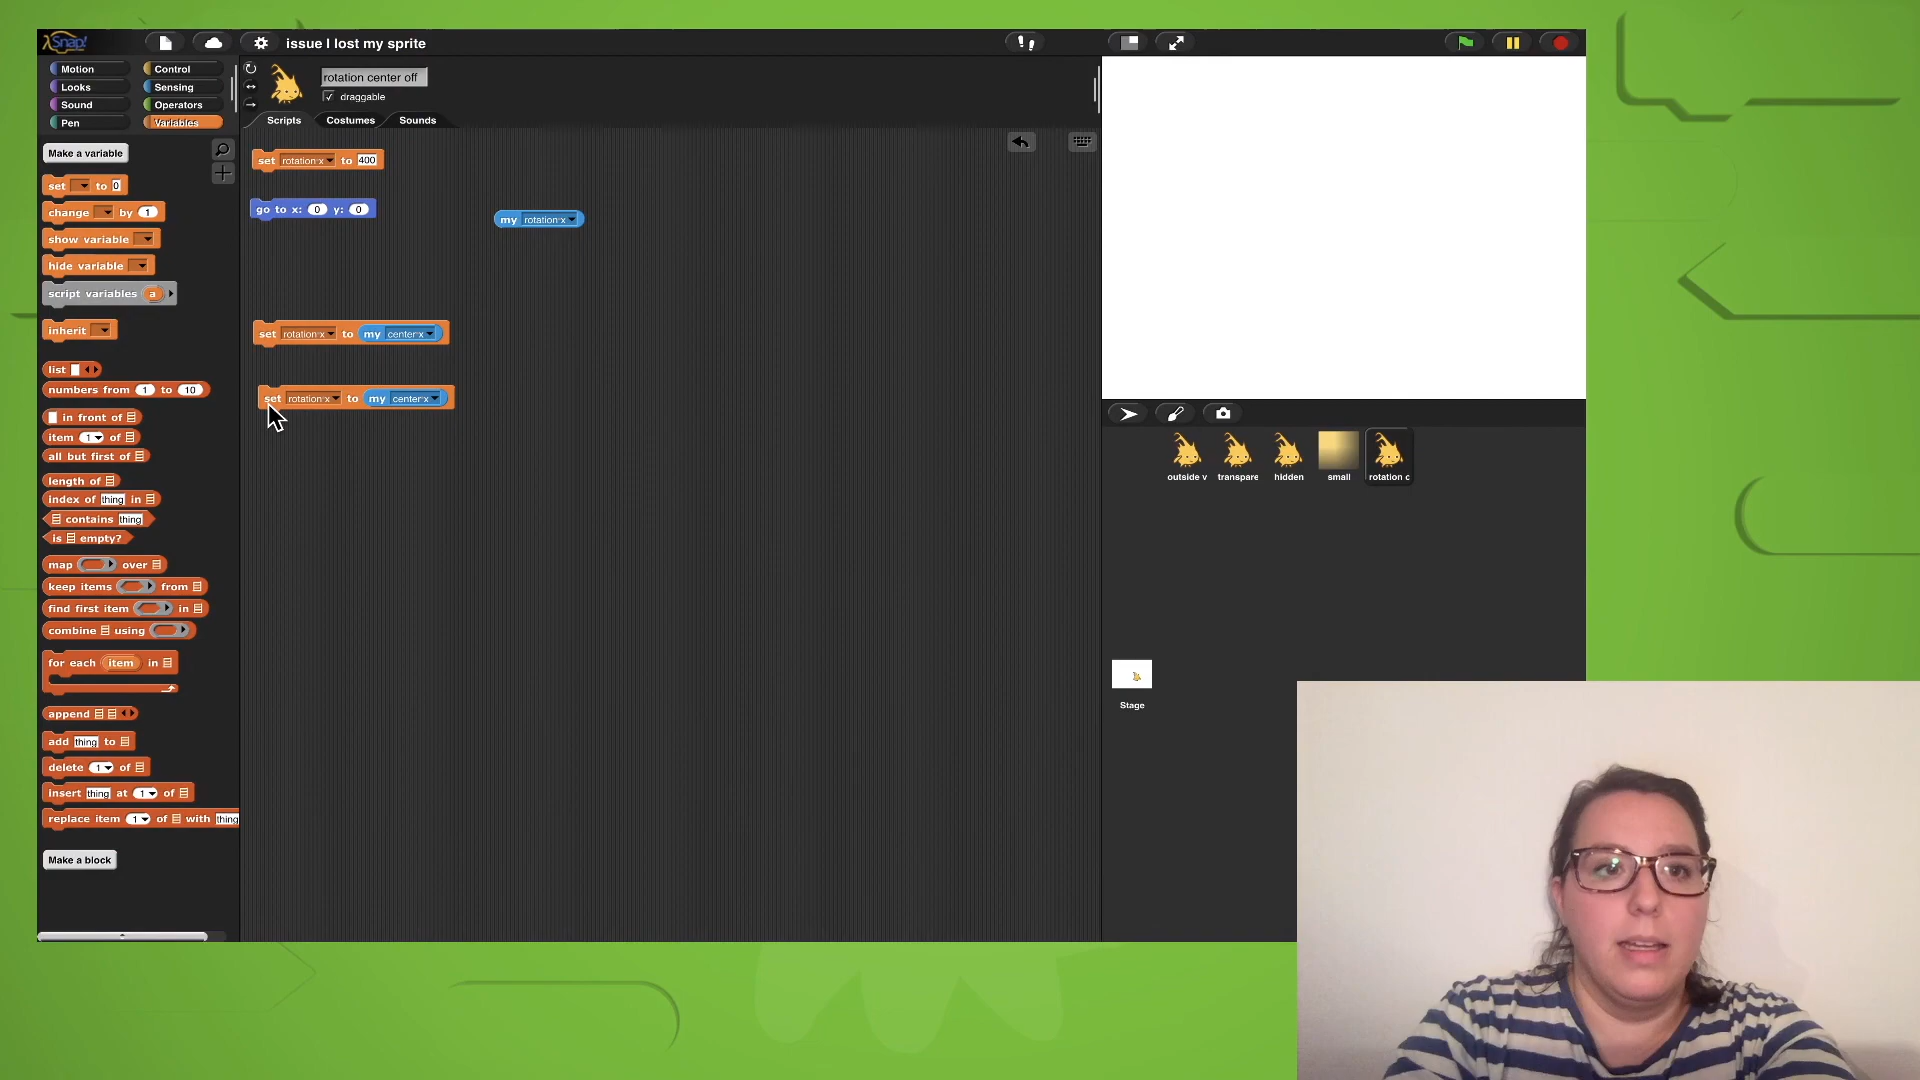 Snap!
issue I lost my sprite
Motion
Control
Looks
Sensing
Sound
Operators
Pen
Variables
rotation center off
draggable
Scripts
Costumes
Sounds
Make a variable
set to 0
change by 1
show variable
hide variable
script variables a
inherit
list
numbers from 1 to 10
in front of
item 1 of
all but first of
length of
index of thing in
contains thing
is empty?
map over
keep items from
find first item in
combine using
for each item in
append
add thing to
delete 1 of
insert thing at 1 of
replace item 1 of with thing
Make a block
set rotation x to 400
go to x: 0 y: 0
my rotation x
set rotation x to my center x
set rotation x to my center x
outside v
transpare
hidden
small
rotation c
Stage